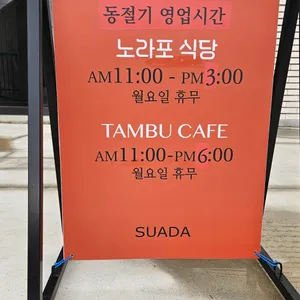 동절기 영업시간
노라포 식당
AM11:00 - PM3:00
월요일 휴무
TAMBU CAFE
AM11:00-PM6:00
월요일 휴무
SUADA